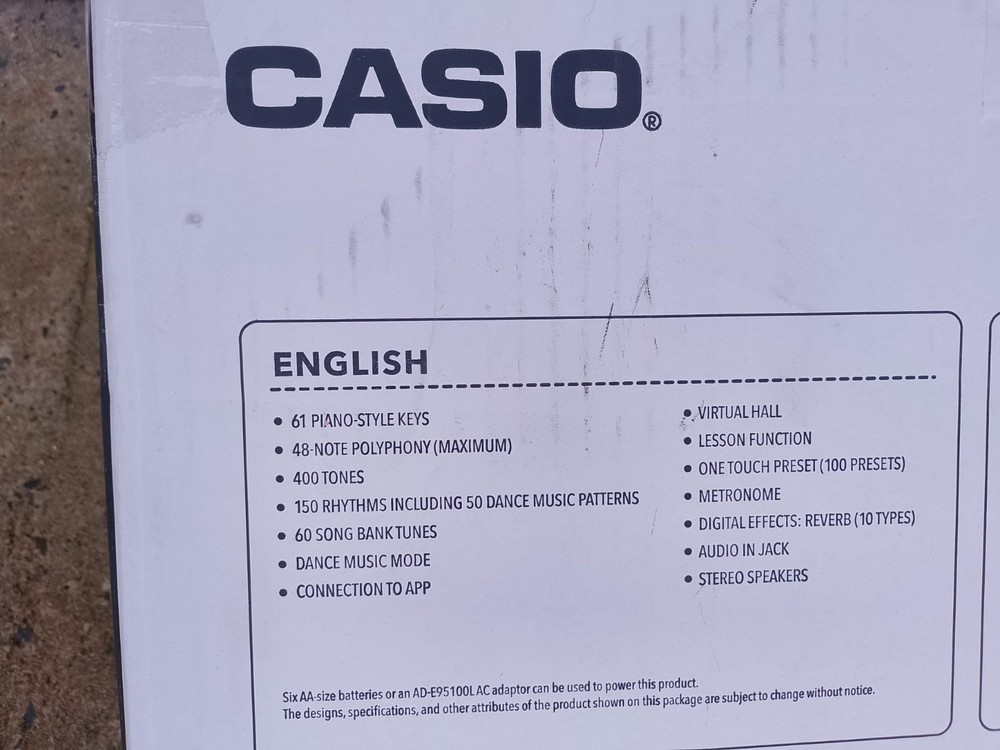 CASIO®
ENGLISH
• 61 PIANO-STYLE KEYS
• 48-NOTE POLYPHONY (MAXIMUM)
• 400 TONES
• 150 RHYTHMS INCLUDING 50 DANCE MUSIC PATTERNS
• 60 SONG BANK TUNES
• DANCE MUSIC MODE
• CONNECTION TO APP
• VIRTUAL HALL
• LESSON FUNCTION
• ONE TOUCH PRESET (100 PRESETS)
• METRONOME
• DIGITAL EFFECTS: REVERB (10 TYPES)
• AUDIO IN JACK
• STEREO SPEAKERS
Six AA-size batteries or an AD-E95100L AC adaptor can be used to power this product.
The designs, specifications, and other attributes of the product shown on this package are subject to change without notice.